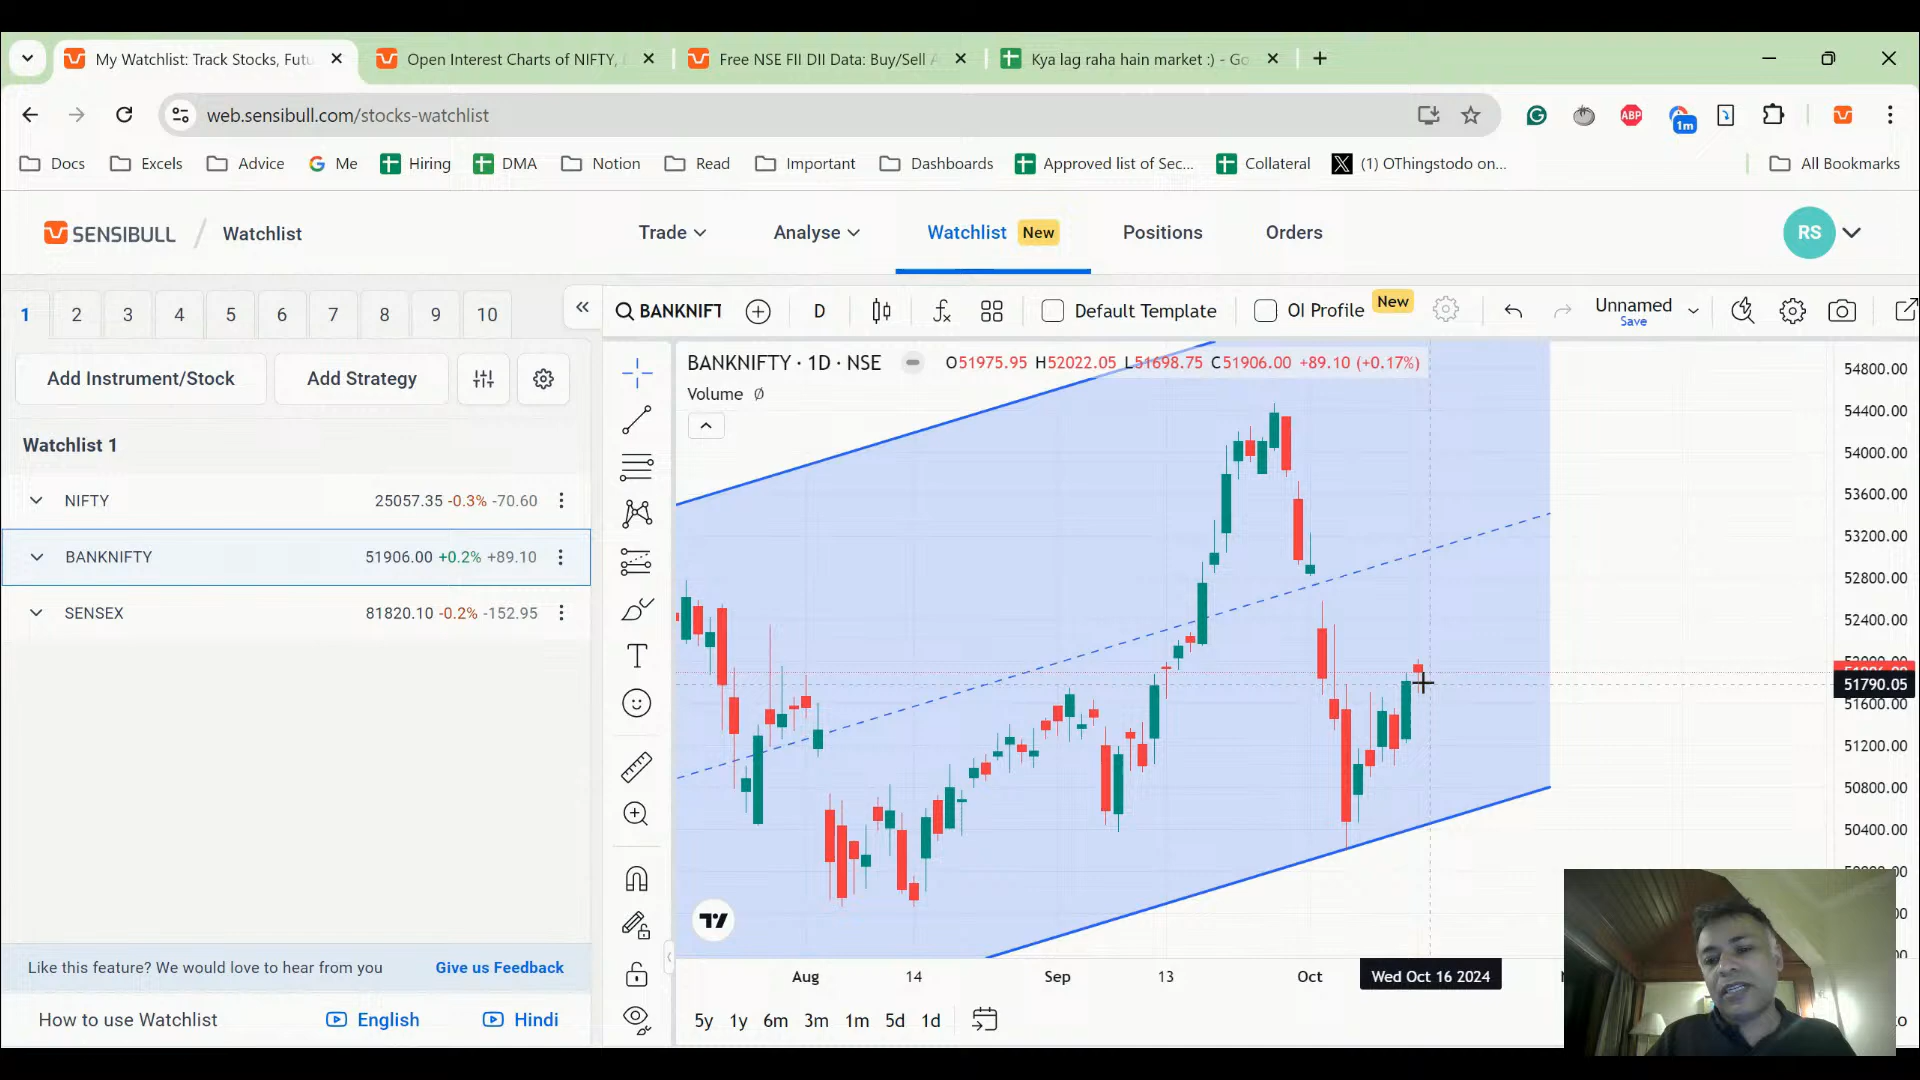 My Watchlist: Track Stocks, Futu
Open Interest Charts of NIFTY,
Free NSE FII DII Data: Buy/Sell A
Kya lag raha hain market :) - Go
web.sensibull.com/stocks-watchlist
ABP
1m
Docs
Excels
Advice
Me
Hiring
DMA
Notion
Read
Important
Dashboards
Approved list of Sec...
Collateral
(1) OThingstodo on...
All Bookmarks
SENSIBULL / Watchlist
Trade
Analyse
Watchlist New
Positions
Orders
RS
1 2 3 4 5 6 7 8 9 10
BANKNIFT
D
Default Template
OI Profile New
Unnamed
Save
Add Instrument/Stock
Add Strategy
Watchlist 1
NIFTY 25057.35 -0.3% -70.60
BANKNIFTY 51906.00 +0.2% +89.10
SENSEX 81820.10 -0.2% -152.95
Like this feature? We would love to hear from you Give us Feedback
How to use Watchlist English Hindi
BANKNIFTY · 1D · NSE O51975.95 H52022.05 L51698.75 C51906.00 +89.10 (+0.17%)
Volume ø
54800.00
54400.00
54000.00
53600.00
53200.00
52800.00
52400.00
51790.05
51600.00
51200.00
50800.00
50400.00
Aug 14 Sep 13 Oct Wed Oct 16 2024
5y 1y 6m 3m 1m 5d 1d